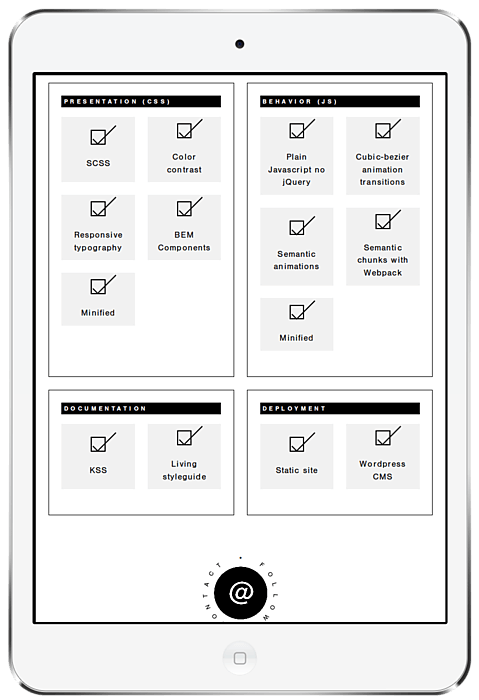 PRESENTATION (CSS)
SCSS
Color
contrast
Responsive
typography
BEM
Components
Minified
BEHAVIOR (JS)
Plain
Javascript no
jQuery
Cubic-bezier
animation
transitions
Semantic
animations
Semantic
chunks with
Webpack
Minified
DOCUMENTATION
KSS
Living
styleguide
DEPLOYMENT
Static site
Wordpress
CMS
ONTACT • FOLLOW
@